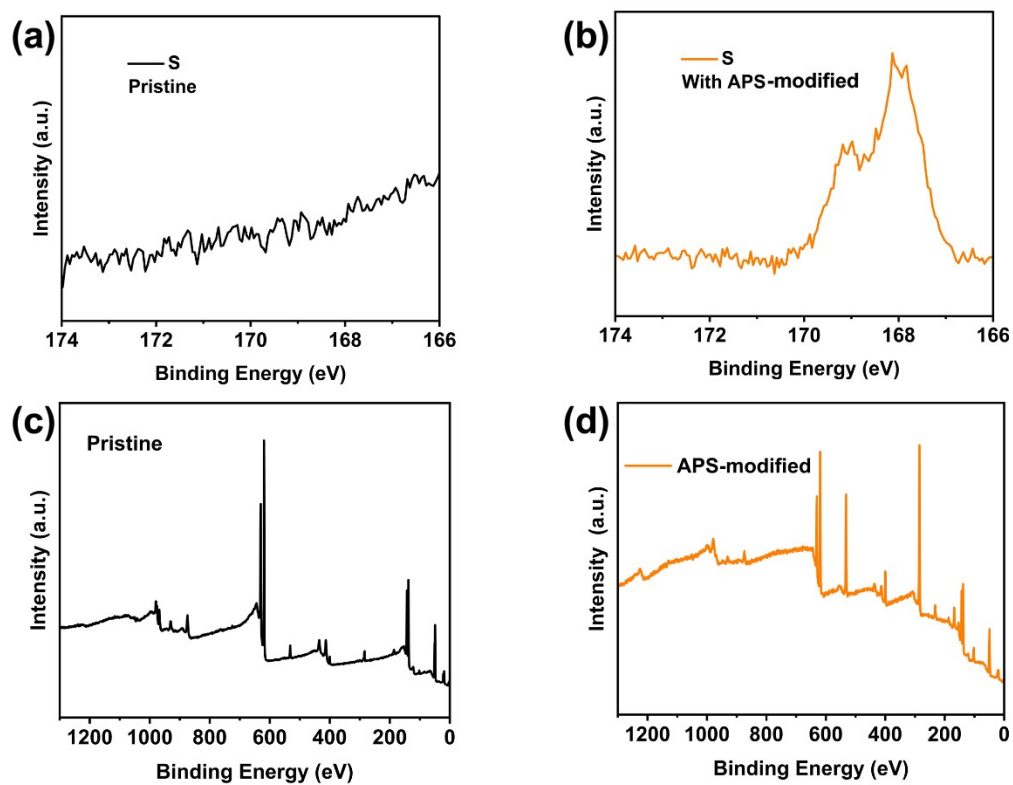 (a)
S
Pristine
Intensity (a.u.)
174 172 170 168 166
Binding Energy (eV)
(b)
S
With APS-modified
Intensity (a.u.)
174 172 170 168 166
Binding Energy (eV)
(c)
Pristine
Intensity (a.u.)
1200 1000 800 600 400 200 0
Binding Energy (eV)
(d)
APS-modified
Intensity (a.u.)
1200 1000 800 600 400 200 0
Binding Energy (eV)